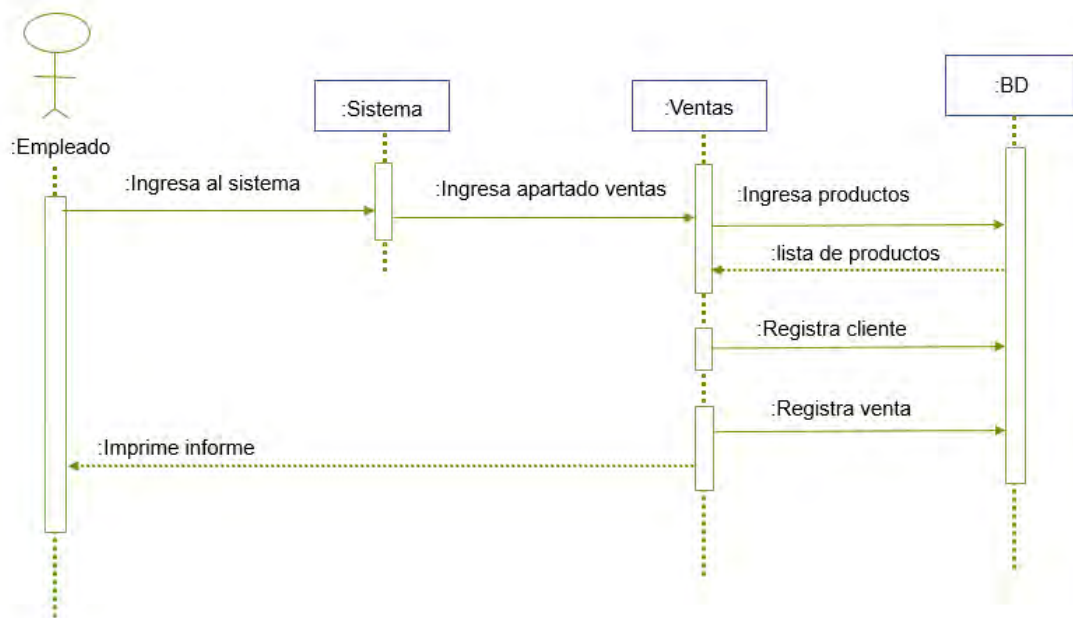 :Empleado
:Sistema
:Ventas
:BD
:Ingresa al sistema
:Ingresa apartado ventas
:Ingresa productos
:lista de productos
:Registra cliente
:Registra venta
:Imprime informe